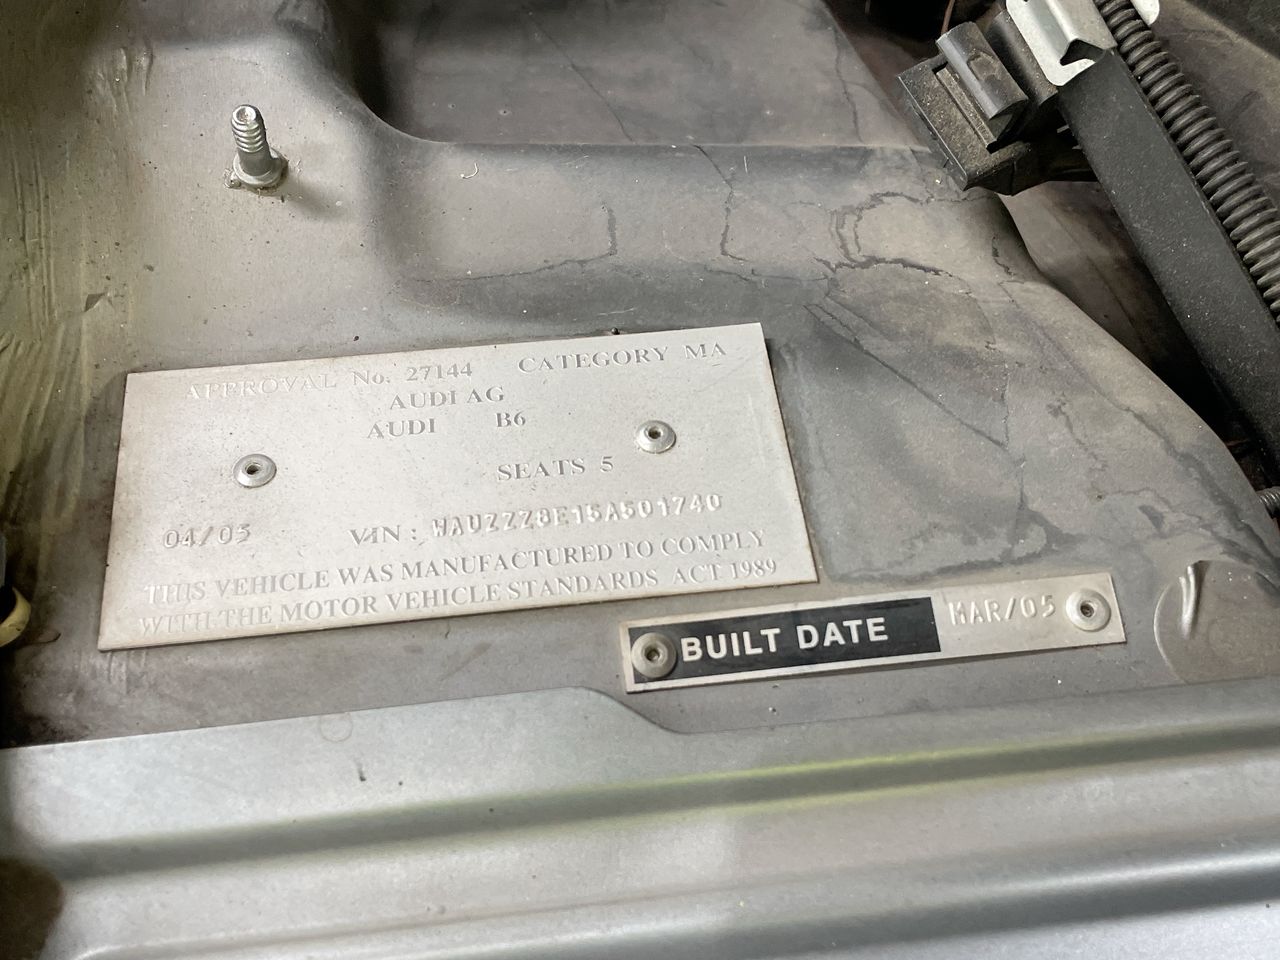 APPROVAL No. 27144 CATEGORY MA
AUDI AG
AUDI B6
SEATS 5
04/05 VIN : WAUZZZ8E15A501740
THIS VEHICLE WAS MANUFACTURED TO COMPLY
WITH THE MOTOR VEHICLE STANDARDS ACT 1989
BUILT DATE MAR/05